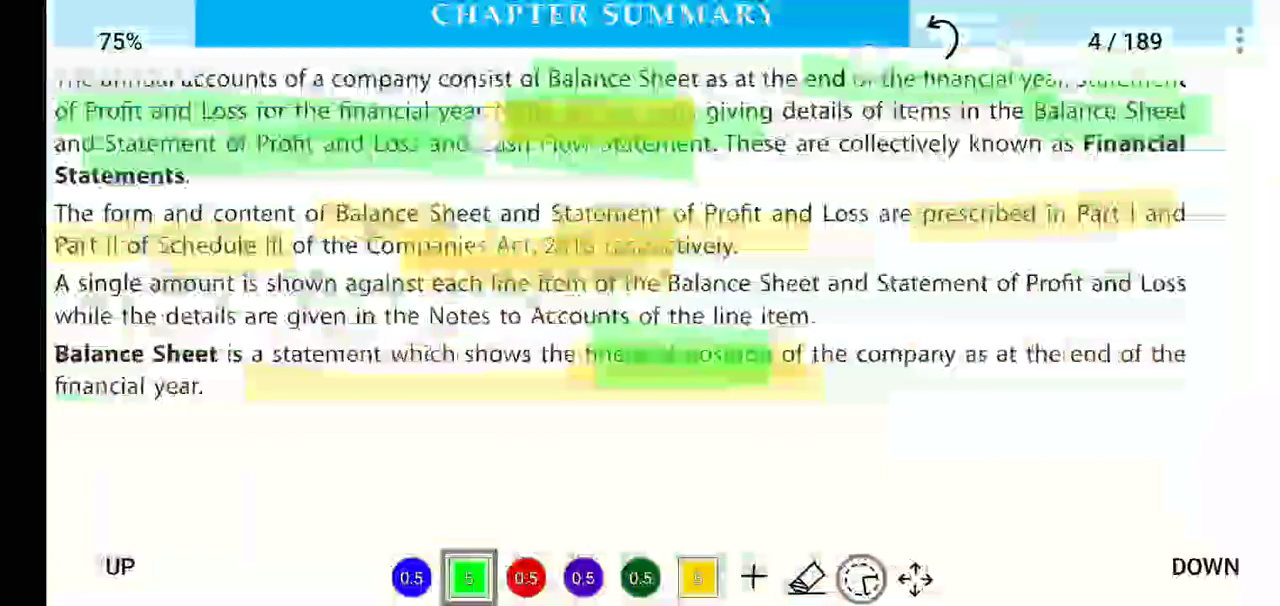 CHAPTER SUMMARY
75%
4 / 189
The annual accounts of a company consist of Balance Sheet as at the end of the financial year, Statement
of Profit and Loss for the financial year giving details of items in the Balance Sheet
and Statement of Profit and Loss and Cash Flow Statement. These are collectively known as Financial
Statements.
The form and content of Balance Sheet and Statement of Profit and Loss are prescribed in Part I and
Part II of Schedule III of the Companies Act, 2013 respectively.
A single amount is shown against each line item of the Balance Sheet and Statement of Profit and Loss
while the details are given in the Notes to Accounts of the line item.
Balance Sheet is a statement which shows the financial position of the company as at the end of the
financial year.
UP
0.5 5 0.5 0.5 0.5 +
DOWN